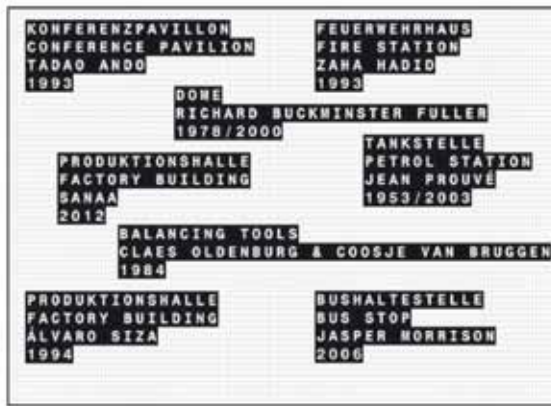 KONFERENZPAVILLON
CONFERENCE PAVILION
TADAO ANDO
1993
FEUERWEHRHAUS
FIRE STATION
ZAHA HADID
1993
DOME
RICHARD BUCKMINSTER FULLER
1978/2000
TANKSTELLE
PETROL STATION
JEAN PROUVÉ
1953/2003
PRODUKTIONSHALLE
FACTORY BUILDING
SANAA
2012
BALANCING TOOLS
CLAES OLDENBURG & COOSJE VAN BRUGGEN
1984
PRODUKTIONSHALLE
FACTORY BUILDING
ÁLVARO SIZA
1994
BUSHALTESTELLE
BUS STOP
JASPER MORRISON
2006